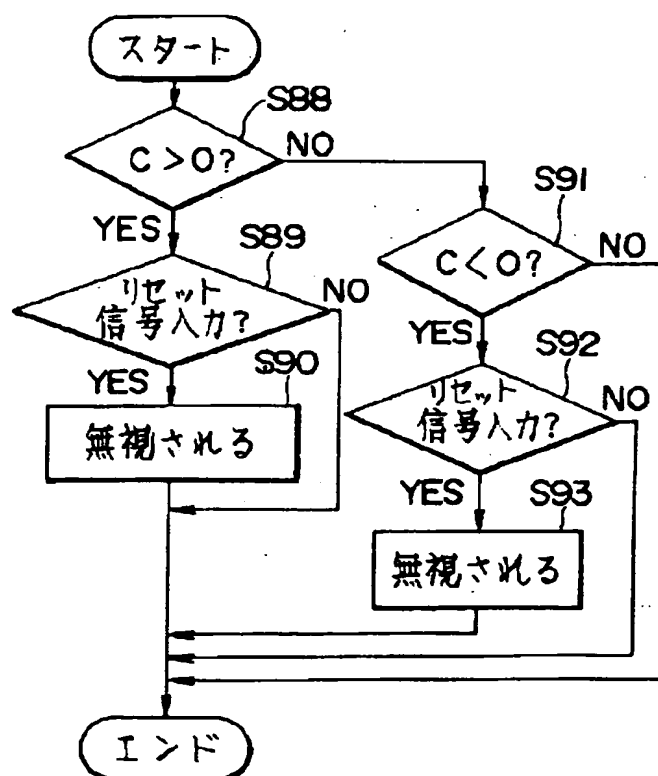 スタート
S88
C>0?
NO
YES
S89
リセット
信号入力?
NO
YES
S90
無視される
S91
C<0?
NO
YES
S92
リセット
信号入力?
NO
YES
S93
無視される
エンド